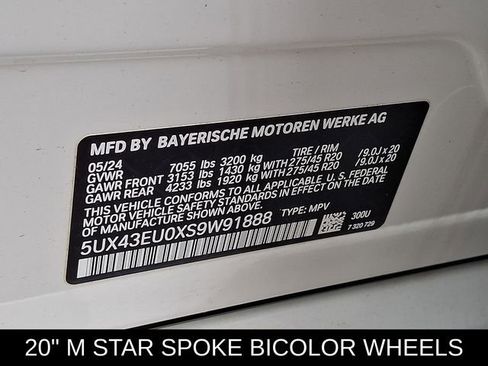 MFD BY BAYERISCHE MOTOREN WERKE AG
05/24 7055 lbs 3200 kg TIRE / RIM
GVWR
GAWR FRONT 3153 lbs 1430 kg WITH 275/45 R20 /9.0J x 20
GAWR REAR 4233 lbs 1920 kg WITH 275/45 R20 /9.0J x 20
THIS VEHICLE CONFORMS TO ALL APPLICABLE U.S. FEDERAL
MOTOR VEHICLE SAFETY STANDARDS IN EFFECT ON THE DATE
OF MANUFACTURE SHOWN ABOVE.
5UX43EU0XS9W91888 TYPE: MPV
300U
7 320 729
20" M STAR SPOKE BICOLOR WHEELS